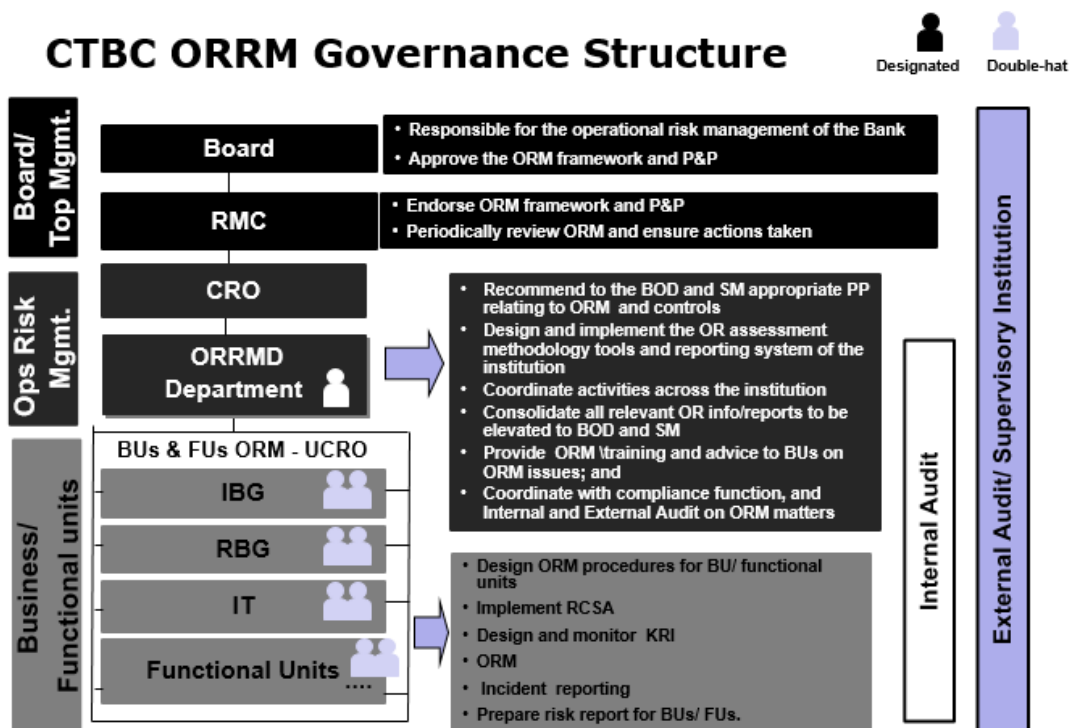 CTBC ORRM Governance Structure
Designated
Double-hat
Board/
Top Mgmt.
Board
• Responsible for the operational risk management of the Bank
• Approve the ORM framework and P&P
RMC
• Endorse ORM framework and P&P
• Periodically review ORM and ensure actions taken
Ops Risk
Mgmt.
CRO
ORRMD
Department
• Recommend to the BOD and SM appropriate PP
relating to ORM and controls
• Design and implement the OR assessment
methodology tools and reporting system of the
institution
• Coordinate activities across the institution
• Consolidate all relevant OR info/reports to be
elevated to BOD and SM
• Provide ORM \training and advice to BUs on
ORM issues; and
• Coordinate with compliance function, and
Internal and External Audit on ORM matters
Business/
Functional units
BUs & FUs ORM - UCRO
IBG
RBG
IT
Functional Units
....
• Design ORM procedures for BU/ functional
units
• Implement RCSA
• Design and monitor KRI
• ORM
• Incident reporting
• Prepare risk report for BUs/ FUs.
Internal Audit
External Audit/ Supervisory Institution